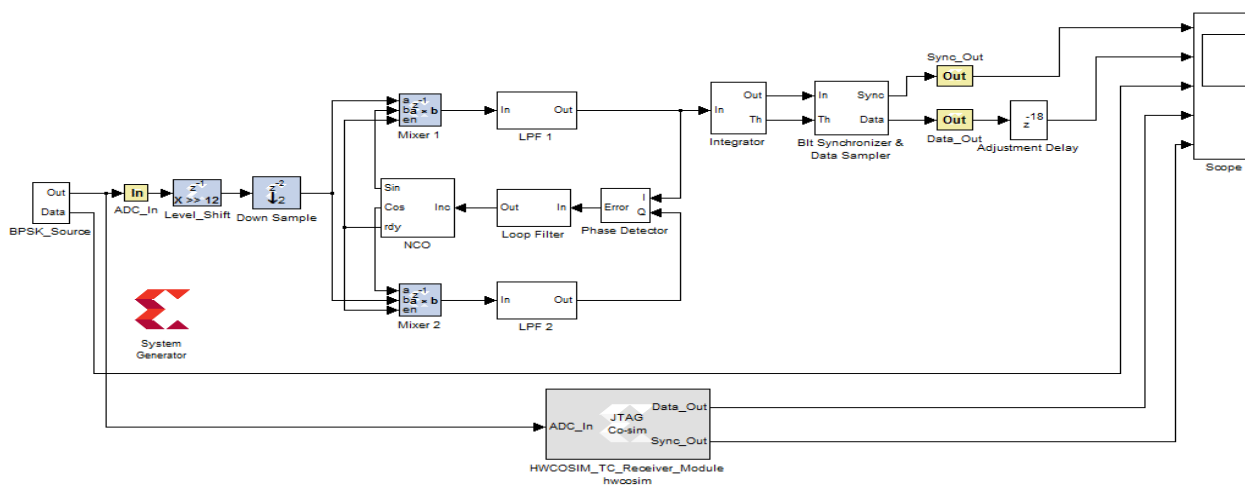 Out
Data
BPSK_Source
In
ADC_In
z⁻¹
X >> 12
Level_Shift
z⁻²
↓2
Down Sample
a
b
en
z⁻¹
a × b
Mixer 1
In
Out
LPF 1
Sin
Cos
rdy
Inc
NCO
Out
In
Loop Filter
Error
I
Q
Phase Detector
a
b
en
z⁻¹
a × b
Mixer 2
In
Out
LPF 2
In
Out
Th
Integrator
In
Th
Sync
Data
BIt Synchronizer &
Data Sampler
Sync_Out
Out
Out
Data_Out
z⁻¹⁸
Adjustment Delay
Scope
System
Generator
ADC_In
JTAG
Co-sim
Data_Out
Sync_Out
HWCOSIM_TC_Receiver_Module
hwcosim